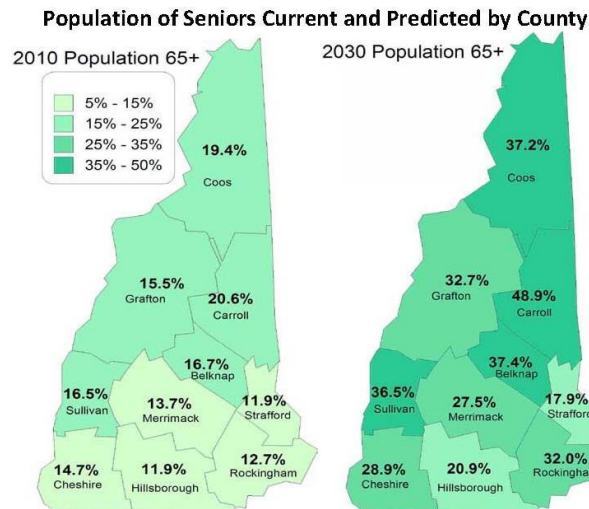 Population of Seniors Current and Predicted by County
2010 Population 65+
5% - 15%
15% - 25%
25% - 35%
35% - 50%
19.4%
Coos
15.5%
Grafton
20.6%
Carroll
16.7%
Belknap
16.5%
Sullivan
13.7%
Merrimack
11.9%
Strafford
14.7%
Cheshire
11.9%
Hillsborough
12.7%
Rockingham
2030 Population 65+
37.2%
Coos
32.7%
Grafton
48.9%
Carroll
37.4%
Belknap
36.5%
Sullivan
27.5%
Merrimack
17.9%
Strafford
28.9%
Cheshire
20.9%
Hillsborough
32.0%
Rockingham